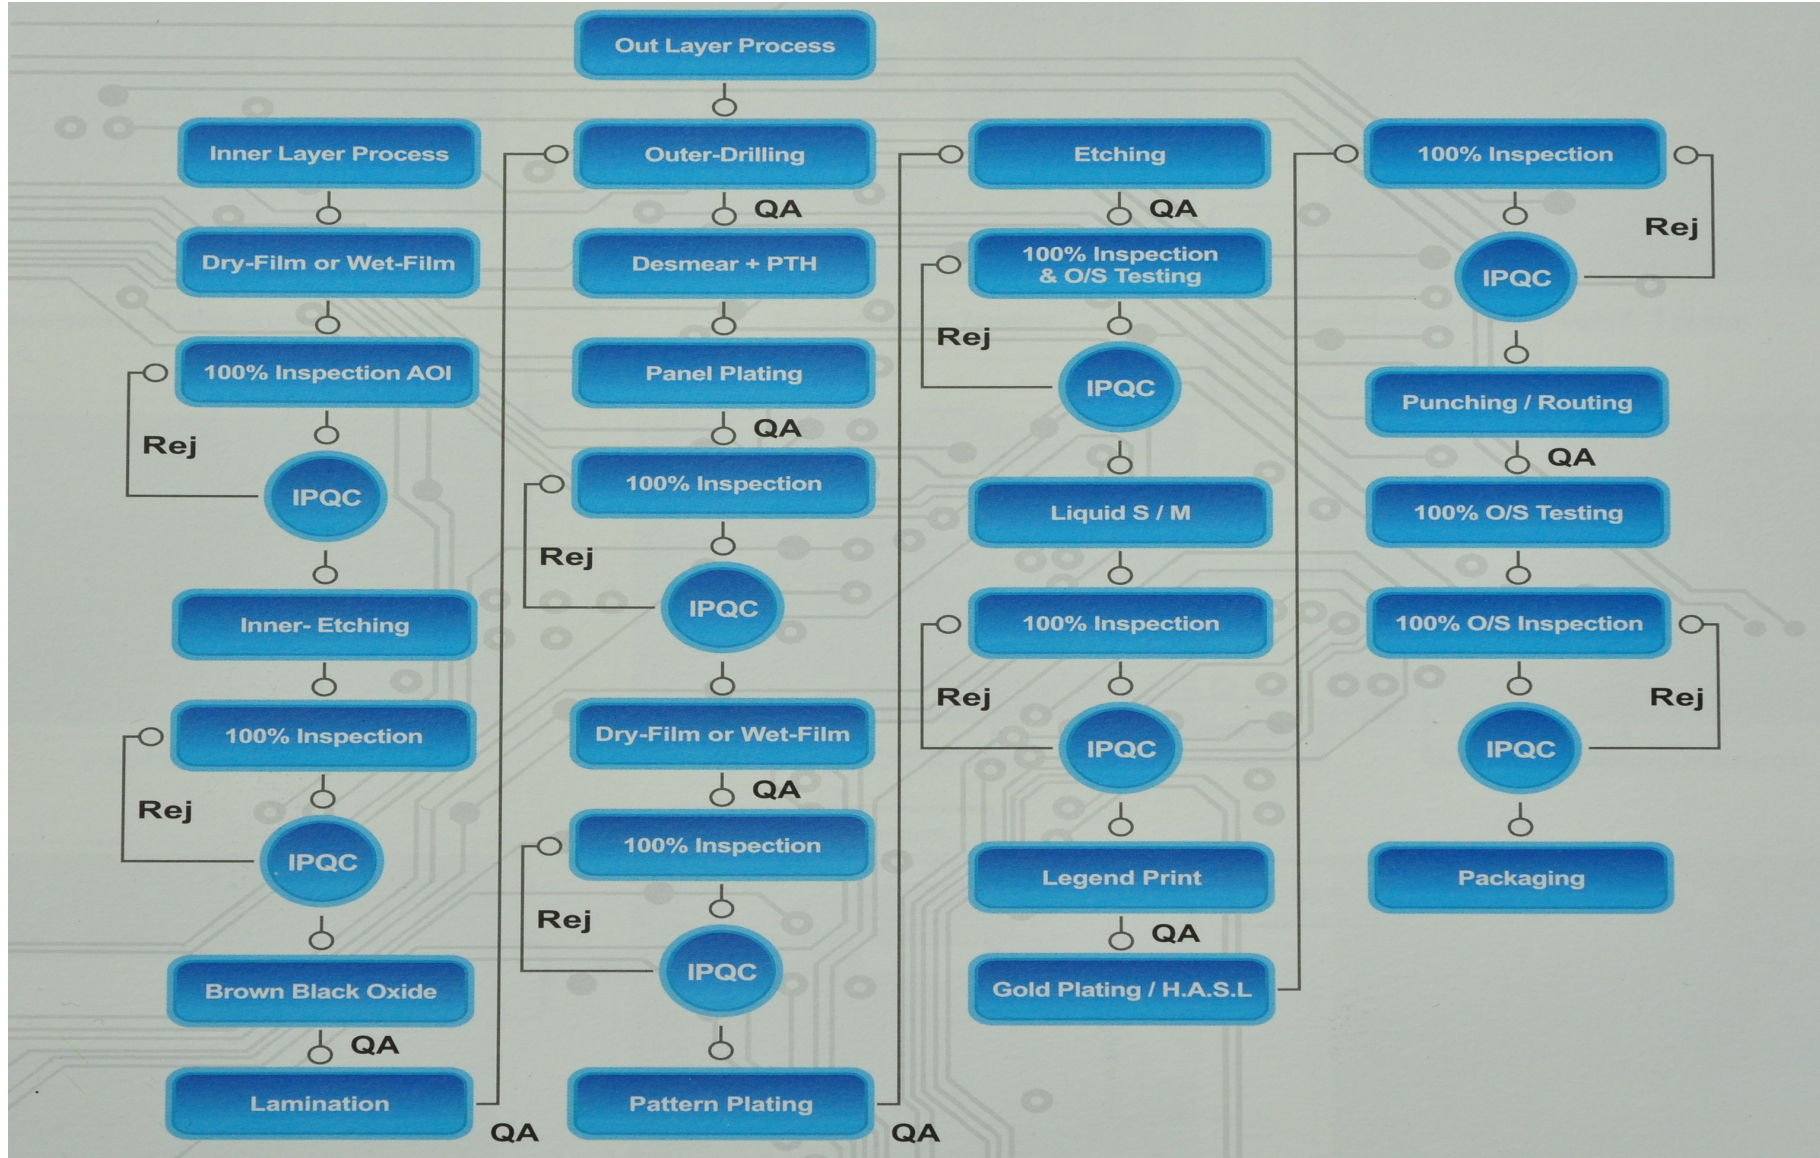 Inner Layer Process
Dry-Film or Wet-Film
100% Inspection AOI
Rej
IPQC
Inner- Etching
100% Inspection
Rej
IPQC
Brown Black Oxide
QA
Lamination
QA
Out Layer Process
Outer-Drilling
QA
Desmear + PTH
Panel Plating
QA
100% Inspection
Rej
IPQC
Dry-Film or Wet-Film
QA
100% Inspection
Rej
IPQC
Pattern Plating
QA
Etching
QA
100% Inspection
& O/S Testing
Rej
IPQC
Liquid S / M
100% Inspection
Rej
IPQC
Legend Print
QA
Gold Plating / H.A.S.L
100% Inspection
Rej
IPQC
Punching / Routing
QA
100% O/S Testing
100% O/S Inspection
Rej
IPQC
Packaging